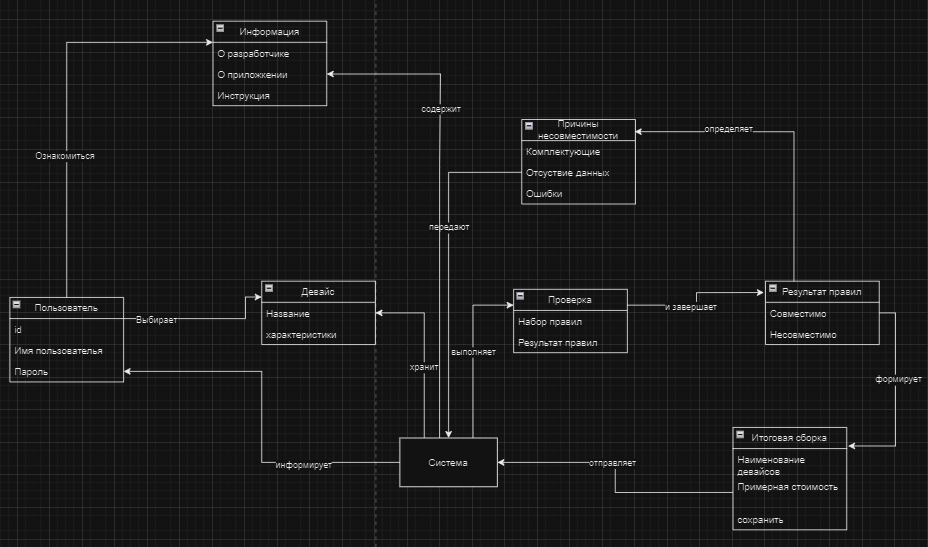 Информация
О разработчике
О приложкении
Инструкция
содержит
Ознакомиться
Причины
несовместимости
Комплектующие
Отсуствие данных
Ошибки
определяет
передают
Пользователь
id
Имя пользователья
Пароль
Выбирает
Девайс
Название
характеристики
хранит
Проверка
Набор правил
Результат правил
выполняет
и завершает
Результат правил
Совместимо
Несовместимо
формирует
Итоговая сборка
Наименование
девайсов
Примерная стоимость
сохранить
отправляет
Система
информирует